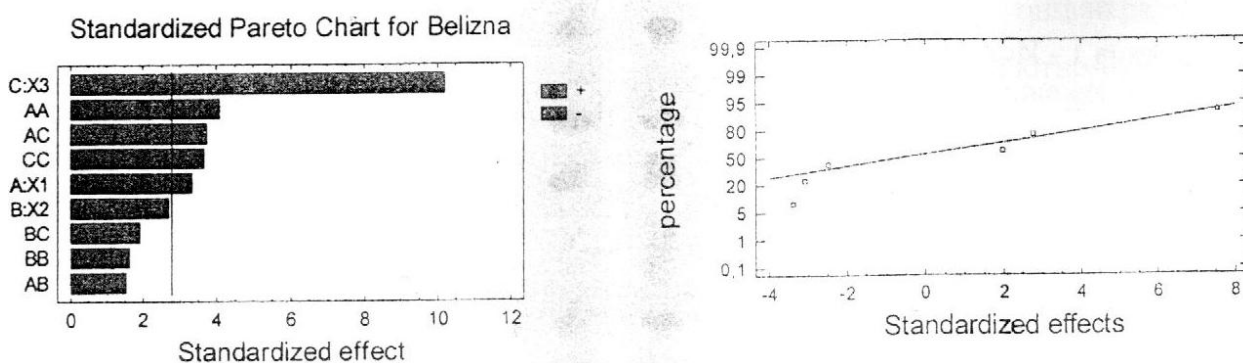 Standardized Pareto Chart for Belizna
C:X3
AA
AC
CC
A:X1
B:X2
BC
BB
AB
0 2 4 6 8 10 12
Standardized effect
+
-
99,9
99
95
80
50
20
5
1
0,1
percentage
-4 -2 0 2 4 6 8
Standardized effects